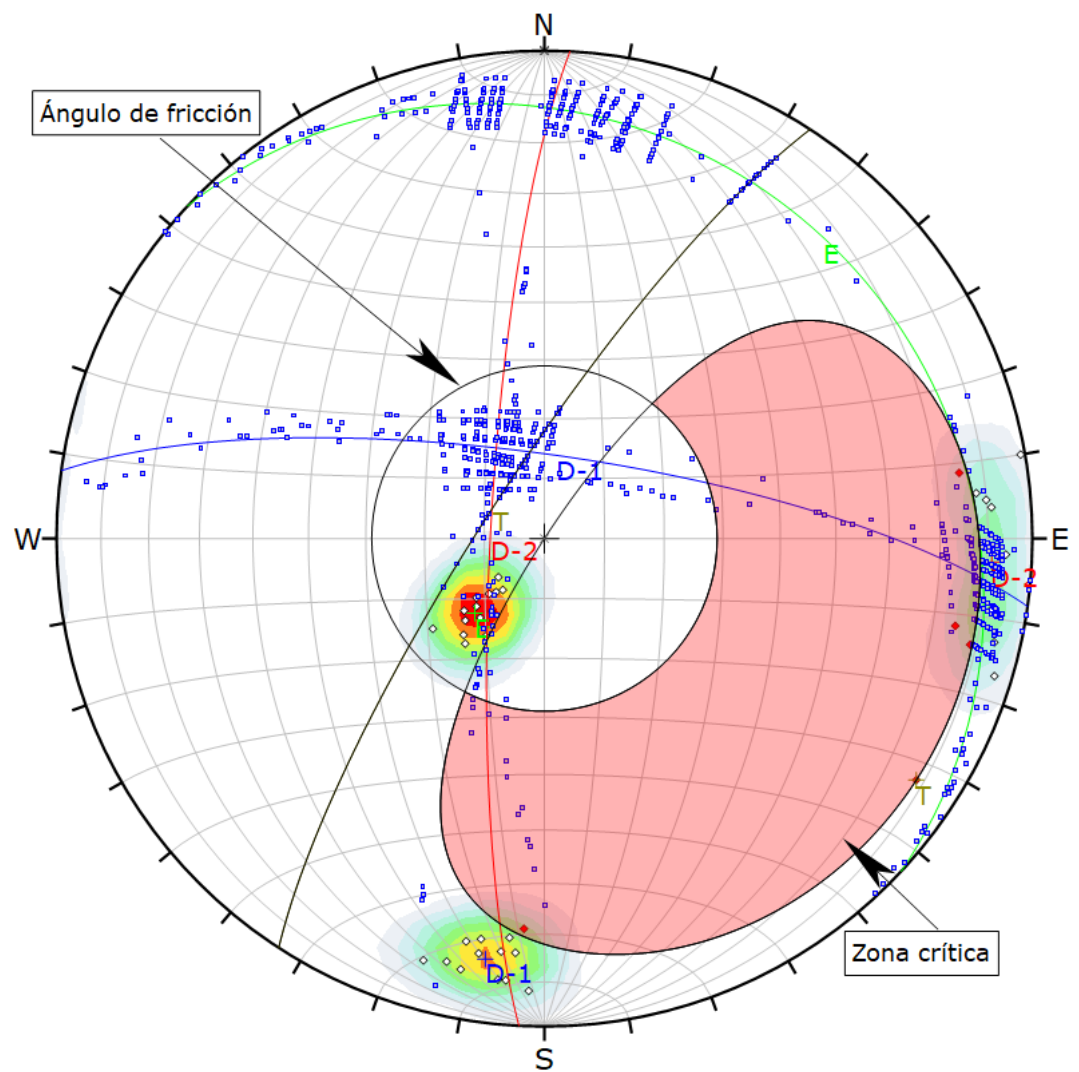 N
Ángulo de fricción
E
D-1
T
W
E
D-2
D-2
E
T
Zona crítica
D-1
S